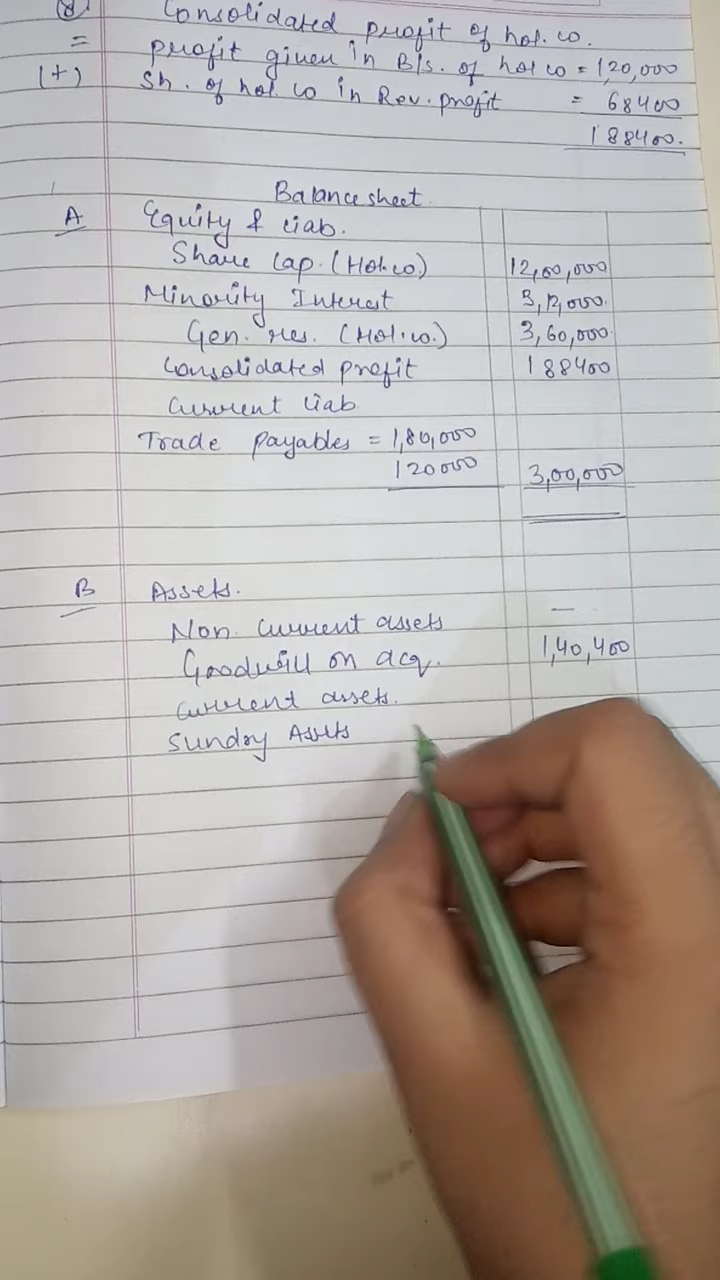 (8) Consolidated profit of hol. co.
= profit given in B/s. of hol co = 1,20,000
(+) Sh. of hol. co in Rev. profit = 68400
188400.
Balance sheet.
A Equity & Liab.
Share Cap. (Hol.co) 12,00,000
Minority Interest 3,12,000.
Gen. res. (Hol.co.) 3,60,000.
Consolidated profit 188400
Current Liab
Trade payables = 1,80,000
120000 3,00,000
B Assets.
Non. Current assets —
Goodwill on acq. 1,40,400
Current assets.
Sundry Assets